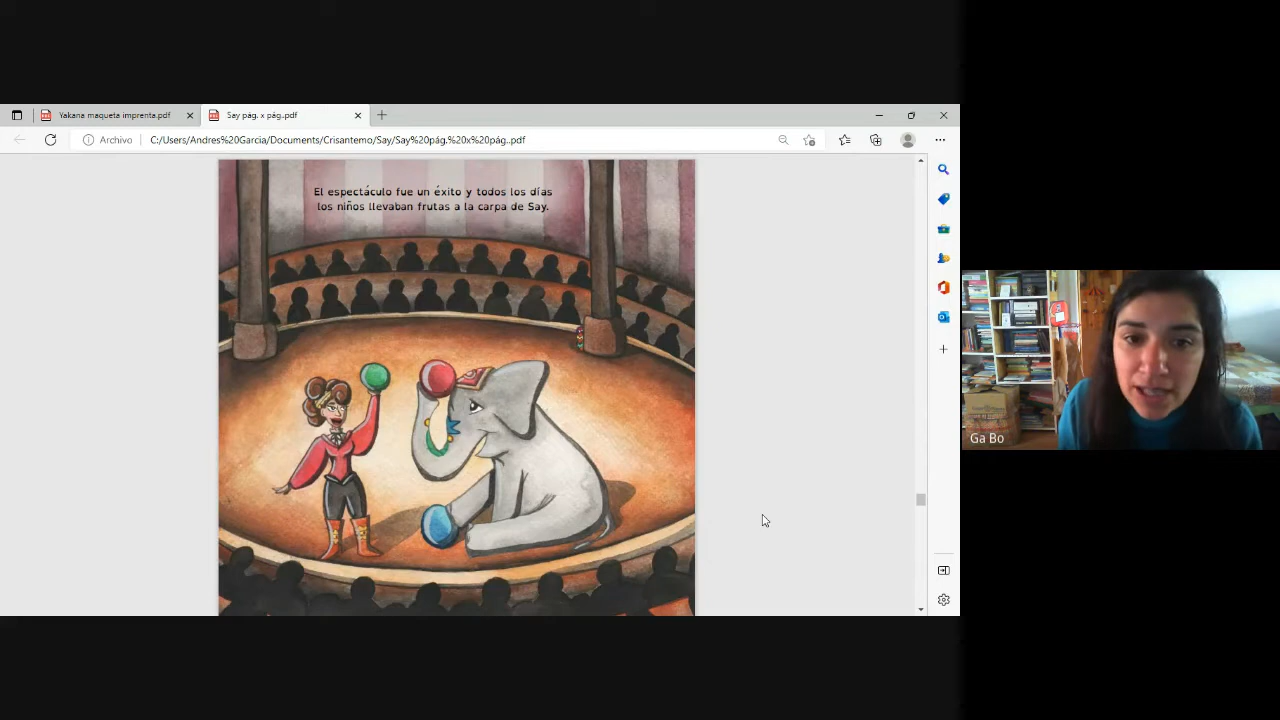 Yakana maqueta imprenta.pdf
Say pág. x pág..pdf
Archivo
C:/Users/Andres%20Garcia/Documents/Crisantemo/Say/Say%20pág.%20x%20pág..pdf
El espectáculo fue un éxito y todos los días
los niños llevaban frutas a la carpa de Say.
Ga Bo